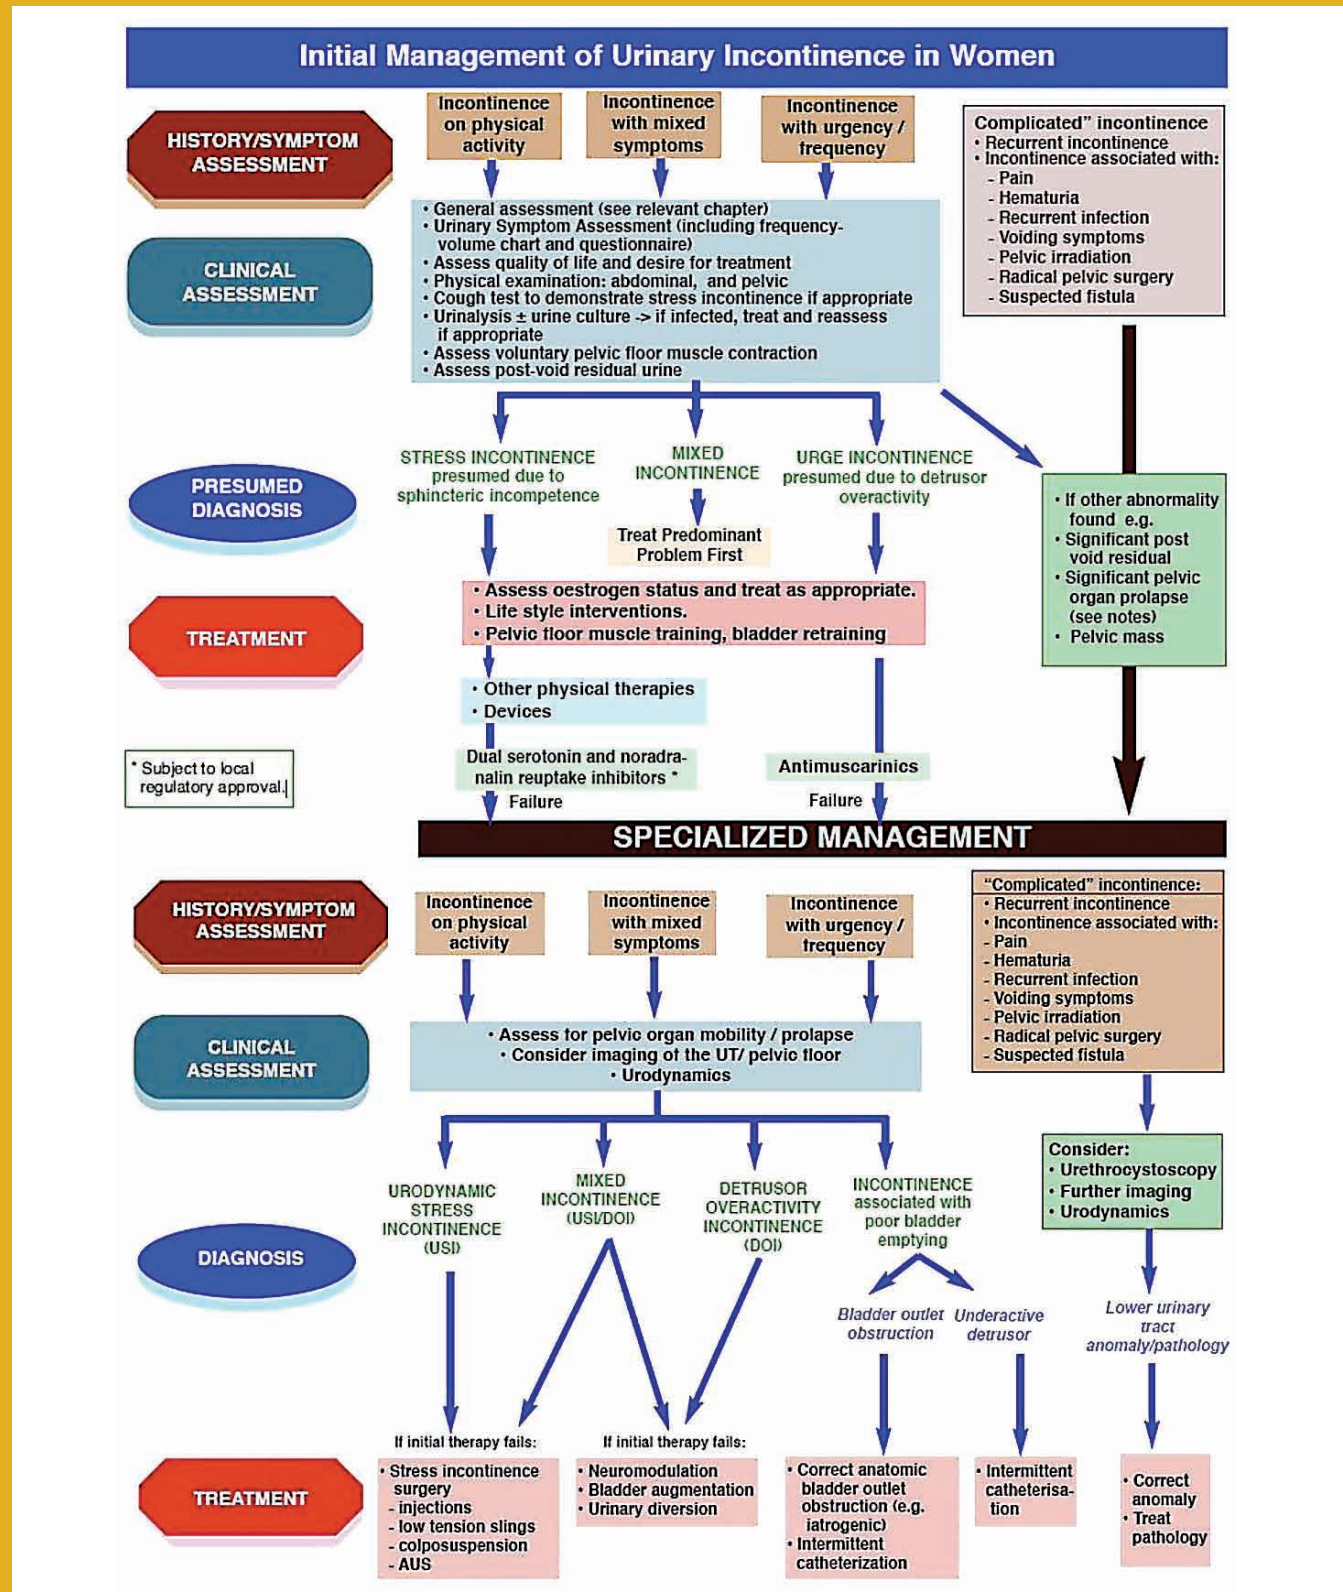 Initial Management of Urinary Incontinence in Women
HISTORY/SYMPTOM
ASSESSMENT
Incontinence
on physical
activity
Incontinence
with mixed
symptoms
Incontinence
with urgency /
frequency
Complicated” incontinence
• Recurrent incontinence
• Incontinence associated with:
- Pain
- Hematuria
- Recurrent infection
- Voiding symptoms
- Pelvic irradiation
- Radical pelvic surgery
- Suspected fistula
CLINICAL
ASSESSMENT
• General assessment (see relevant chapter)
• Urinary Symptom Assessment (including frequency-
volume chart and questionnaire)
• Assess quality of life and desire for treatment
• Physical examination: abdominal, and pelvic
• Cough test to demonstrate stress incontinence if appropriate
• Urinalysis ± urine culture -> if infected, treat and reassess
if appropriate
• Assess voluntary pelvic floor muscle contraction
• Assess post-void residual urine
PRESUMED
DIAGNOSIS
STRESS INCONTINENCE
presumed due to
sphincteric incompetence
MIXED
INCONTINENCE
URGE INCONTINENCE
presumed due to detrusor
overactivity
Treat Predominant
Problem First
• If other abnormality
found e.g.
• Significant post
void residual
• Significant pelvic
organ prolapse
(see notes)
• Pelvic mass
TREATMENT
• Assess oestrogen status and treat as appropriate.
• Life style interventions.
• Pelvic floor muscle training, bladder retraining
• Other physical therapies
• Devices
* Subject to local
regulatory approval.
Dual serotonin and noradra-
nalin reuptake inhibitors *
Failure
Antimuscarinics
Failure
SPECIALIZED MANAGEMENT
HISTORY/SYMPTOM
ASSESSMENT
Incontinence
on physical
activity
Incontinence
with mixed
symptoms
Incontinence
with urgency /
frequency
“Complicated” incontinence:
• Recurrent incontinence
• Incontinence associated with:
- Pain
- Hematuria
- Recurrent infection
- Voiding symptoms
- Pelvic irradiation
- Radical pelvic surgery
- Suspected fistula
CLINICAL
ASSESSMENT
• Assess for pelvic organ mobility / prolapse
• Consider imaging of the UT/ pelvic floor
• Urodynamics
Consider:
• Urethrocystoscopy
• Further imaging
• Urodynamics
DIAGNOSIS
URODYNAMIC
STRESS
INCONTINENCE
(USI)
MIXED
INCONTINENCE
(USI/DOI)
DETRUSOR
OVERACTIVITY
INCONTINENCE
(DOI)
INCONTINENCE
associated with
poor bladder
emptying
Bladder outlet
obstruction
Underactive
detrusor
Lower urinary
tract
anomaly/pathology
TREATMENT
If initial therapy fails:
• Stress incontinence
surgery
- injections
- low tension slings
- colposuspension
- AUS
If initial therapy fails:
• Neuromodulation
• Bladder augmentation
• Urinary diversion
• Correct anatomic
bladder outlet
obstruction (e.g.
iatrogenic)
• Intermittent
catheterization
• Intermittent
catheterisa-
tion
• Correct
anomaly
• Treat
pathology